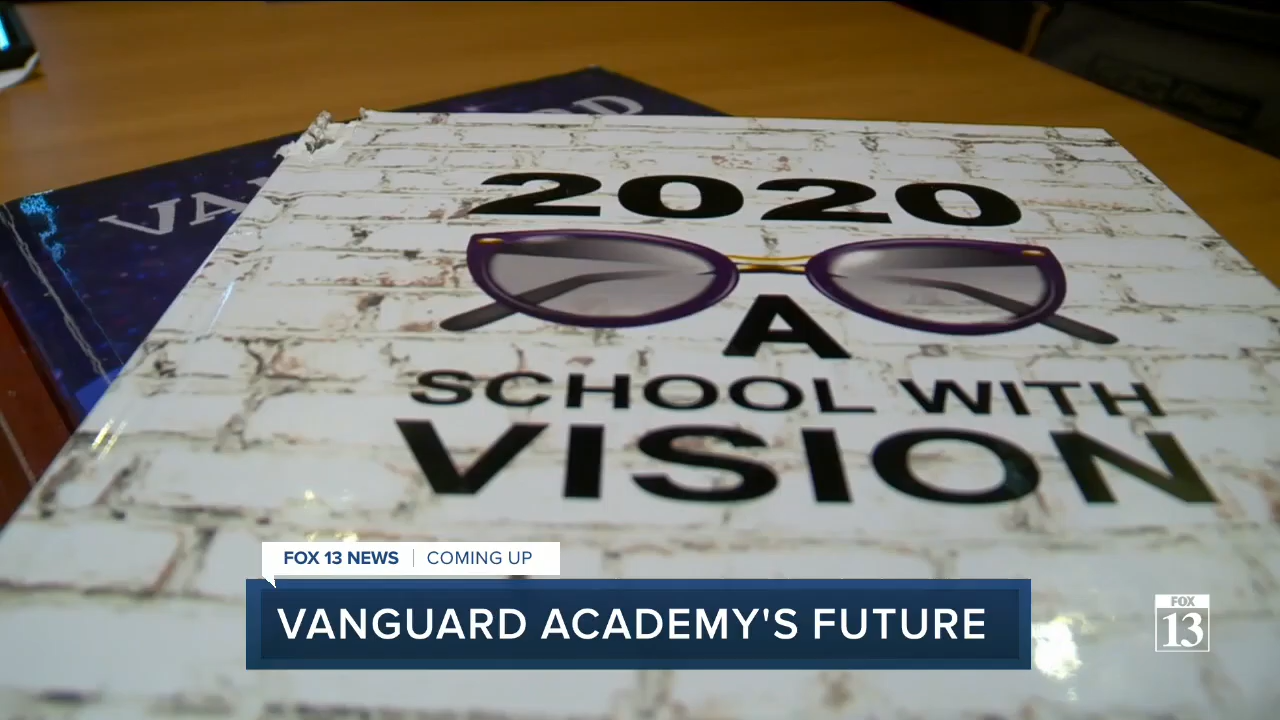 2020
A
SCHOOL WITH
VISION
FOX 13 NEWS | COMING UP
VANGUARD ACADEMY'S FUTURE
FOX
13